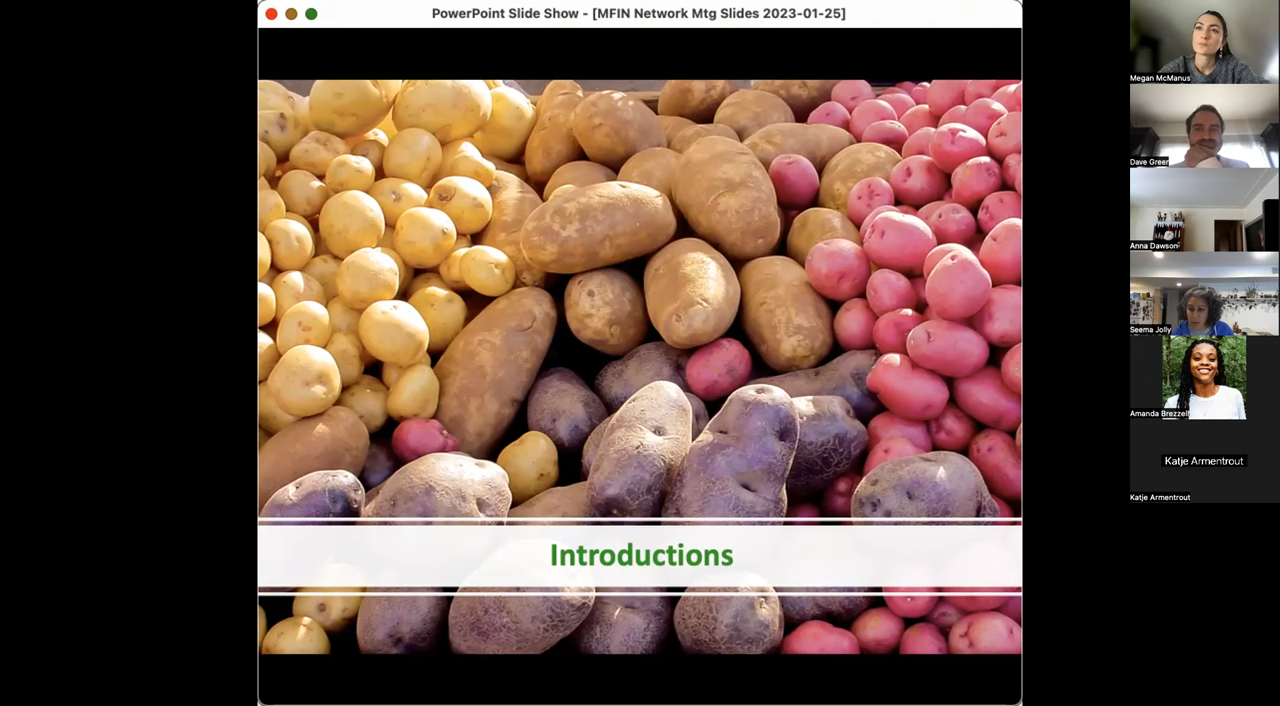 PowerPoint Slide Show - [MFIN Network Mtg Slides 2023-01-25]
Introductions
Megan McManus
Dave Greer
Anna Dawson
Seema Jolly
Amanda Brezzell
Katje Armentrout
Katje Armentrout